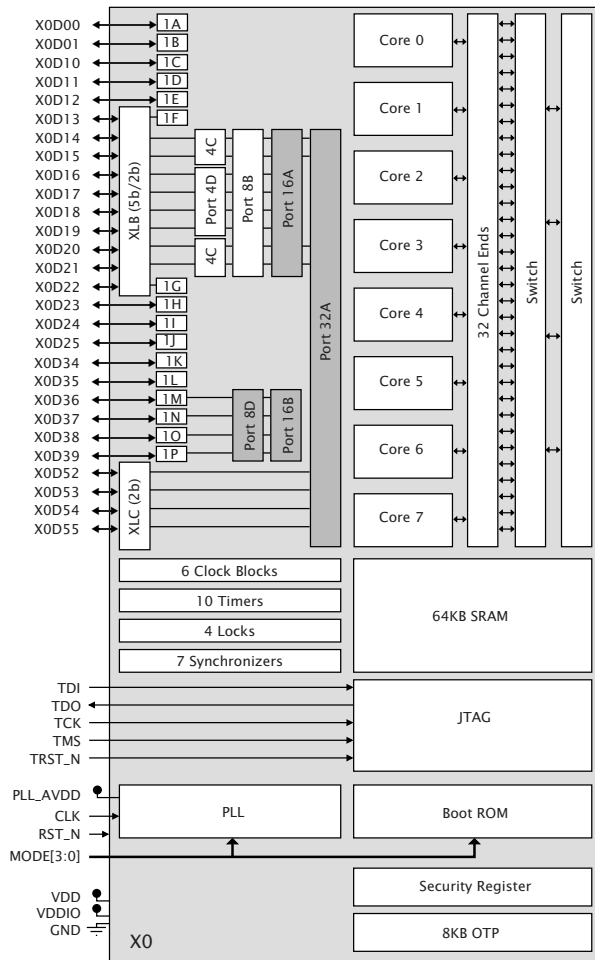 X0D00
1A
X0D01
1B
X0D10
1C
X0D11
1D
X0D12
1E
X0D13
1F
X0D14
X0D15
X0D16
X0D17
X0D18
X0D19
X0D20
X0D21
X0D22
1G
X0D23
1H
X0D24
1I
X0D25
1J
X0D34
1K
X0D35
1L
X0D36
1M
X0D37
1N
X0D38
1O
X0D39
1P
X0D52
X0D53
X0D54
X0D55
XLB (5b/2b)
XLC (2b)
4C
Port 4D
4C
Port 8B
Port 16A
Port 8D
Port 16B
Port 32A
Core 0
Core 1
Core 2
Core 3
Core 4
Core 5
Core 6
Core 7
32 Channel Ends
Switch
Switch
6 Clock Blocks
10 Timers
4 Locks
7 Synchronizers
64KB SRAM
TDI
TDO
TCK
TMS
TRST_N
JTAG
PLL_AVDD
CLK
RST_N
MODE[3:0]
PLL
Boot ROM
VDD
VDDIO
GND
Security Register
8KB OTP
X0